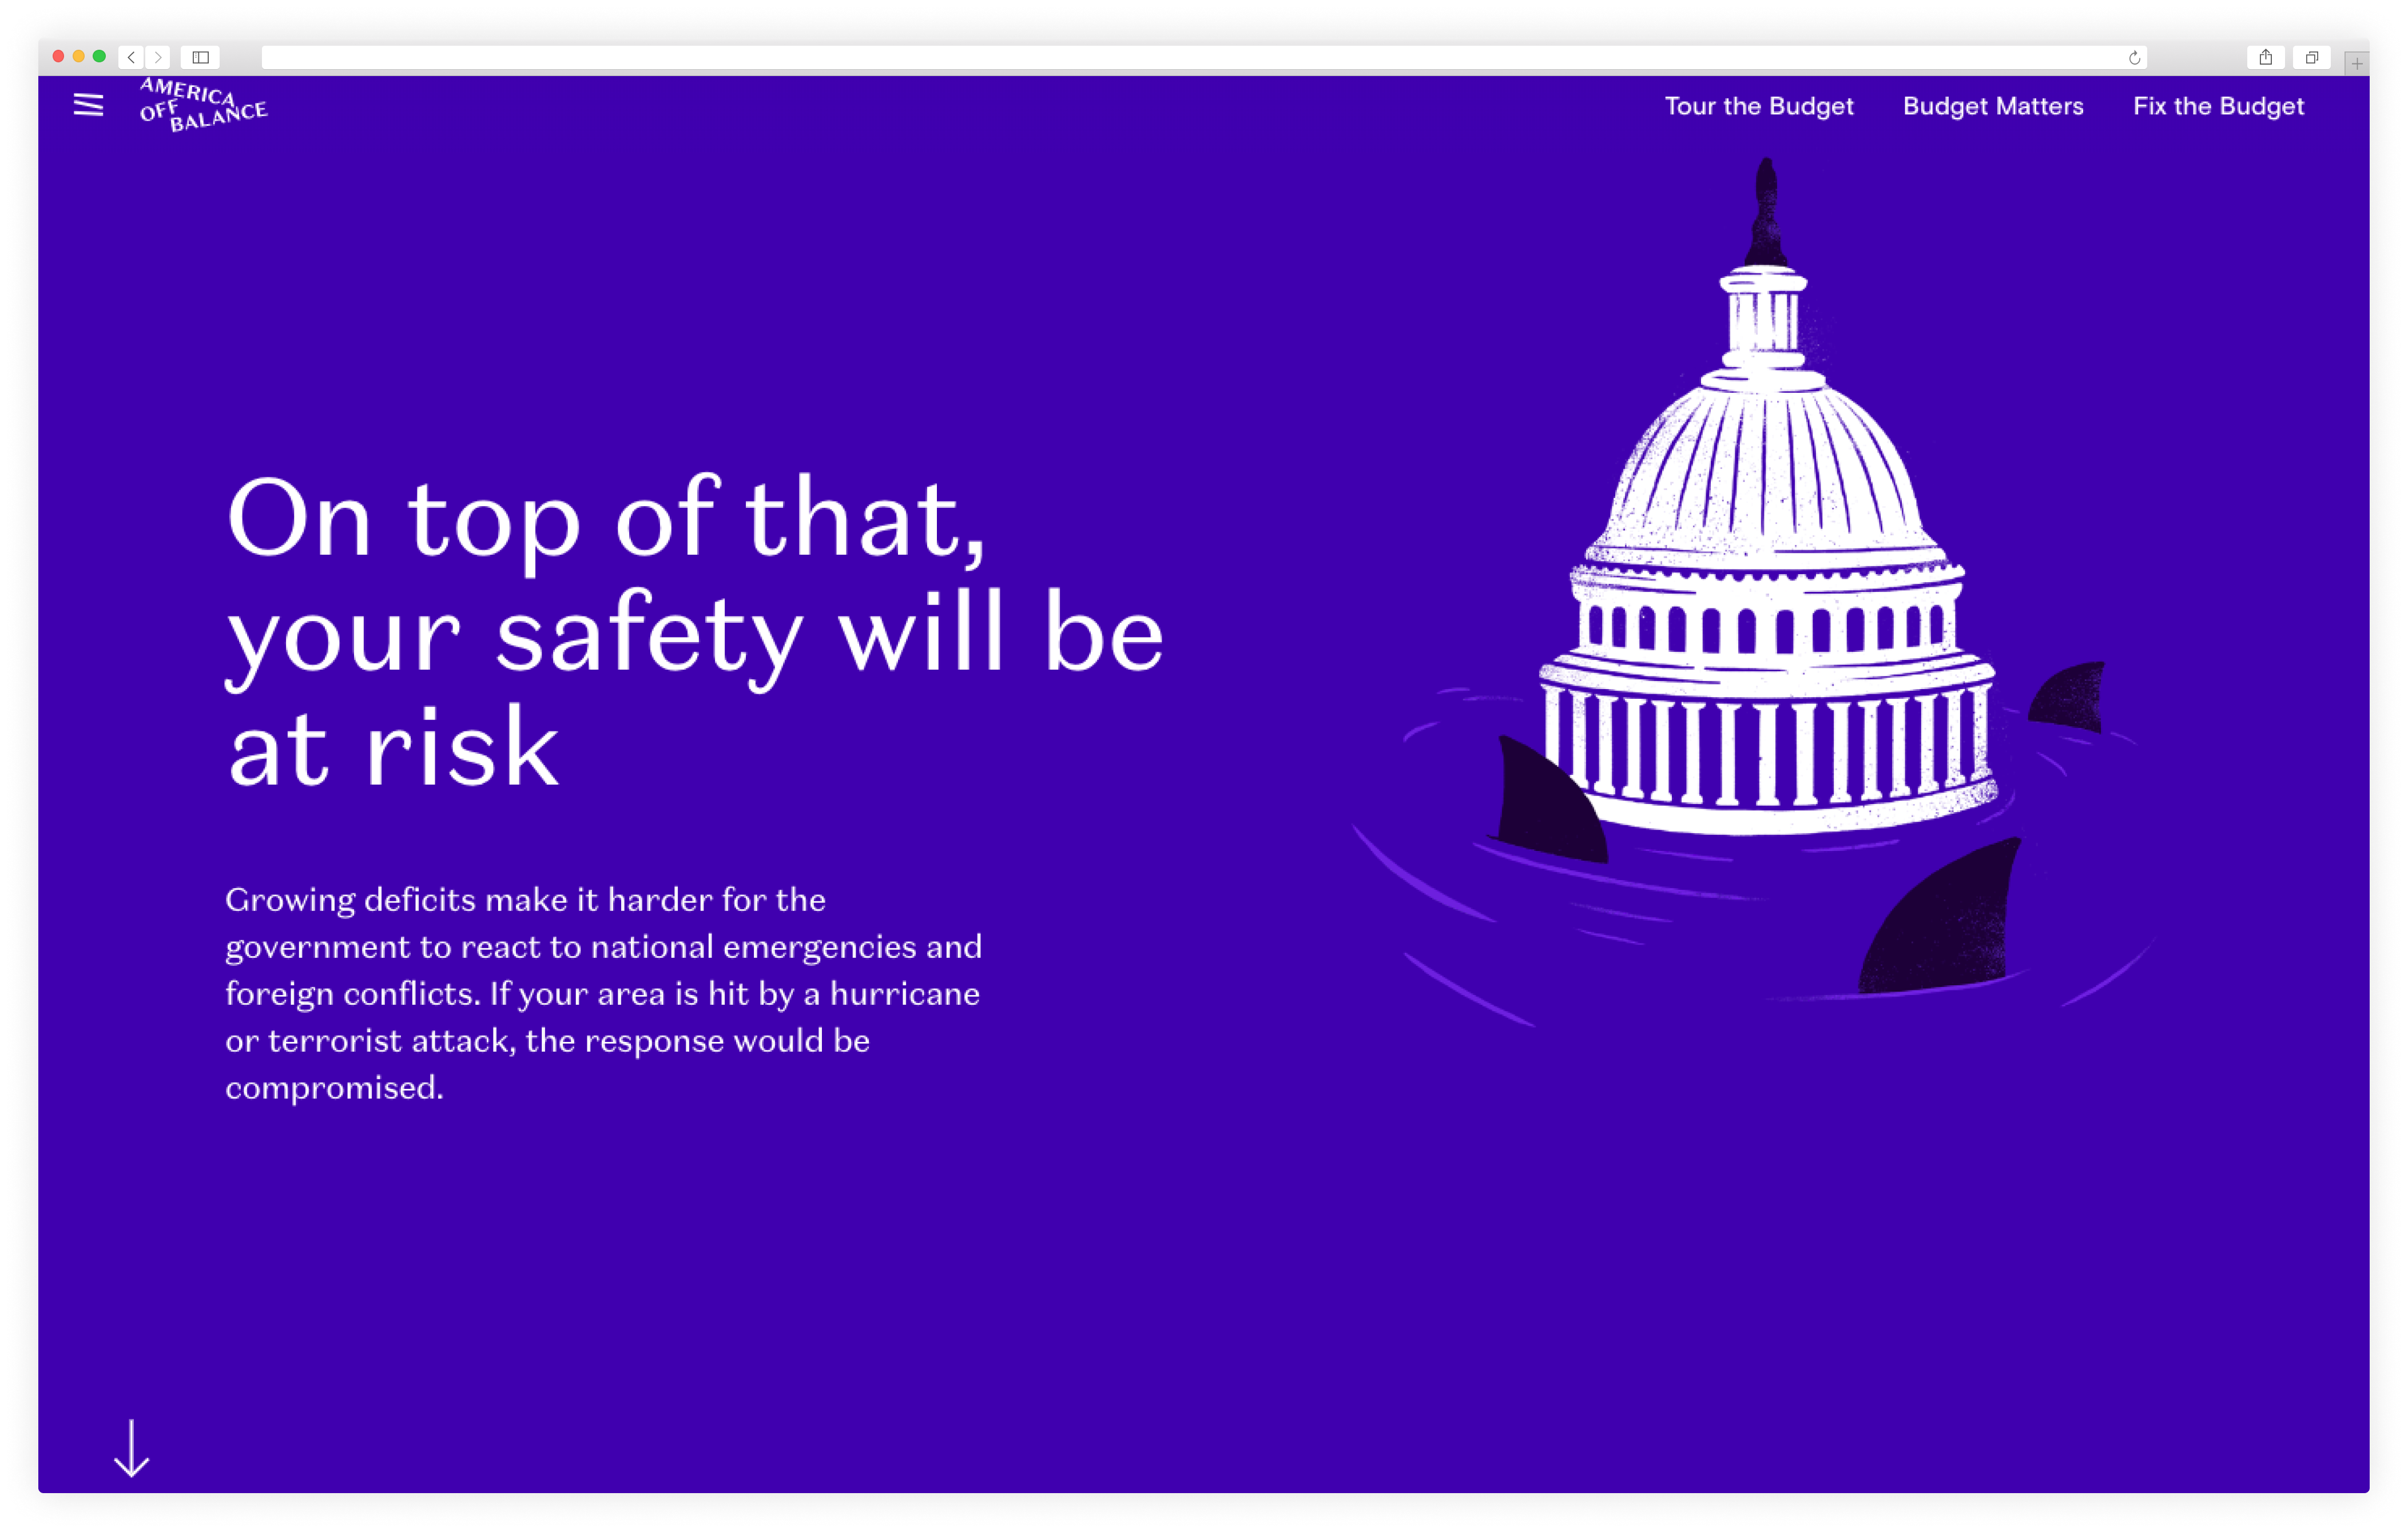 AMERICA
OFF
BALANCE
Tour the Budget
Budget Matters
Fix the Budget
On top of that,
your safety will be
at risk
Growing deficits make it harder for the
government to react to national emergencies and
foreign conflicts. If your area is hit by a hurricane
or terrorist attack, the response would be
compromised.